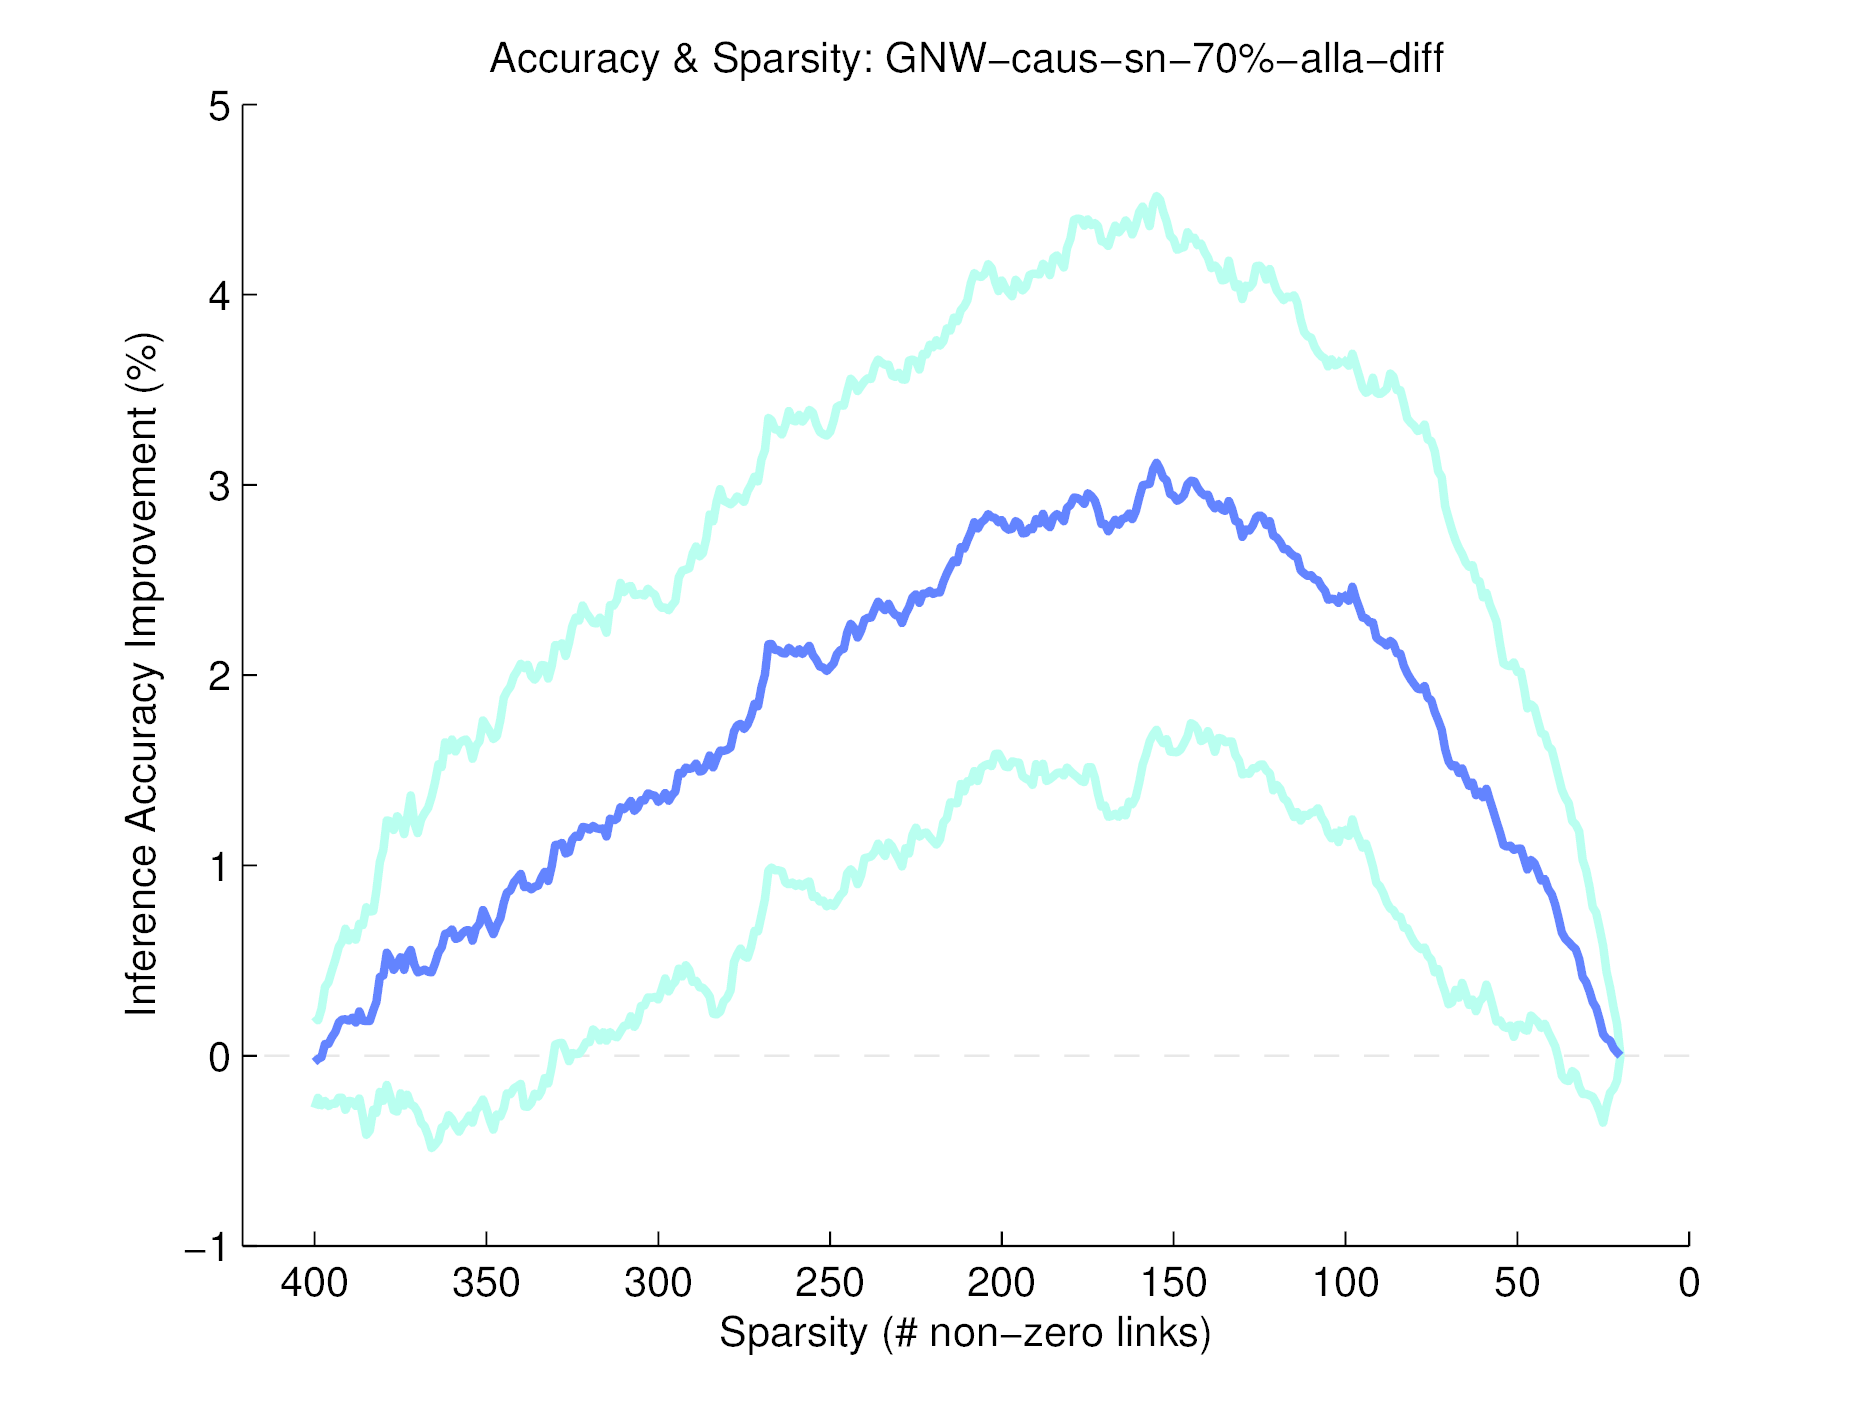 Accuracy & Sparsity: GNW−caus−sn−70%−alla−diff
5
4
3
2
1
0
−1
Inference Accuracy Improvement (%)
400 350 300 250 200 150 100 50 0
Sparsity (# non−zero links)